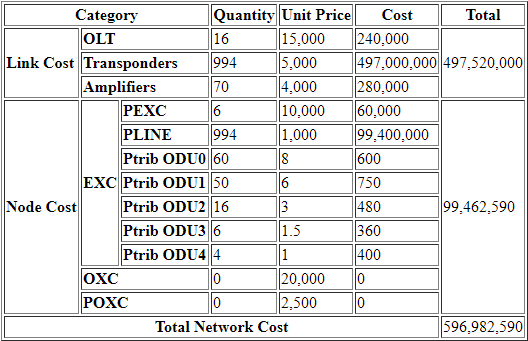 Category Quantity Unit Price Cost Total
Link Cost OLT 16 15,000 240,000 497,520,000
Transponders 994 5,000 497,000,000
Amplifiers 70 4,000 280,000
Node Cost EXC PEXC 6 10,000 60,000 99,462,590
PLINE 994 1,000 99,400,000
Ptrib ODU0 60 8 600
Ptrib ODU1 50 6 750
Ptrib ODU2 16 3 480
Ptrib ODU3 6 1.5 360
Ptrib ODU4 4 1 400
OXC 0 20,000 0
POXC 0 2,500 0
Total Network Cost 596,982,590